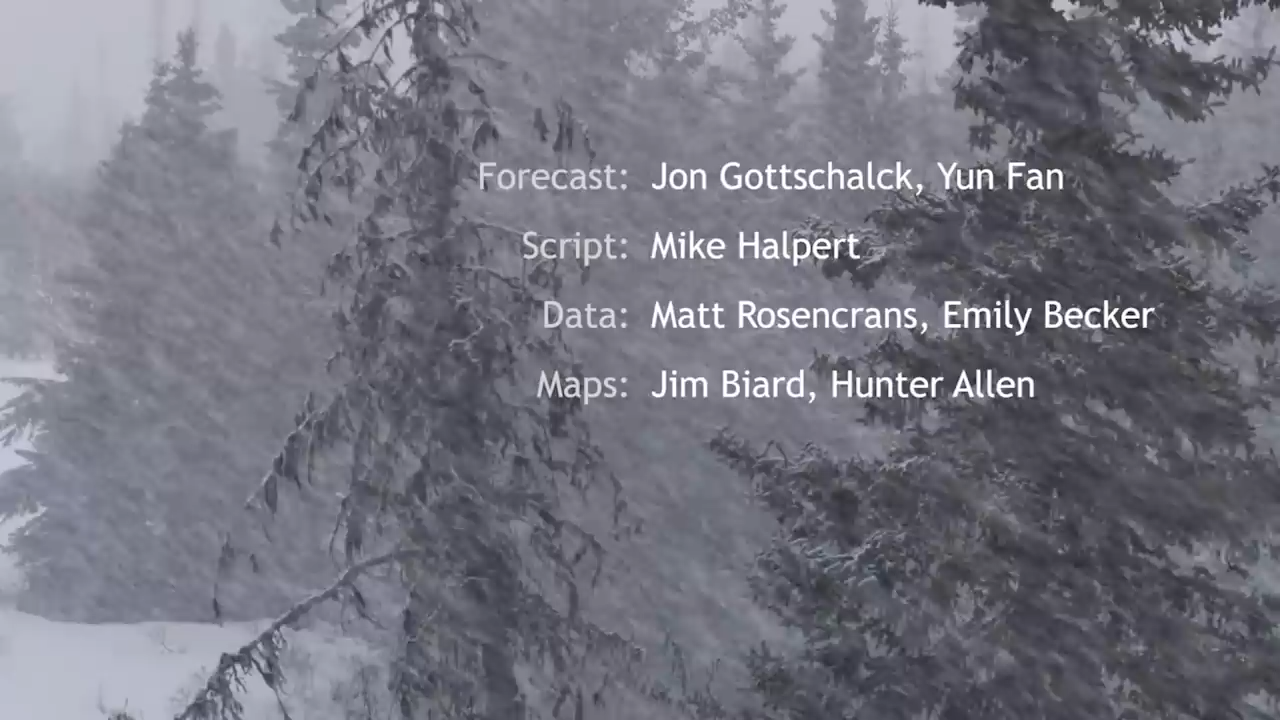 Forecast: Jon Gottschalck, Yun Fan
Script: Mike Halpert
Data: Matt Rosencrans, Emily Becker
Maps: Jim Biard, Hunter Allen